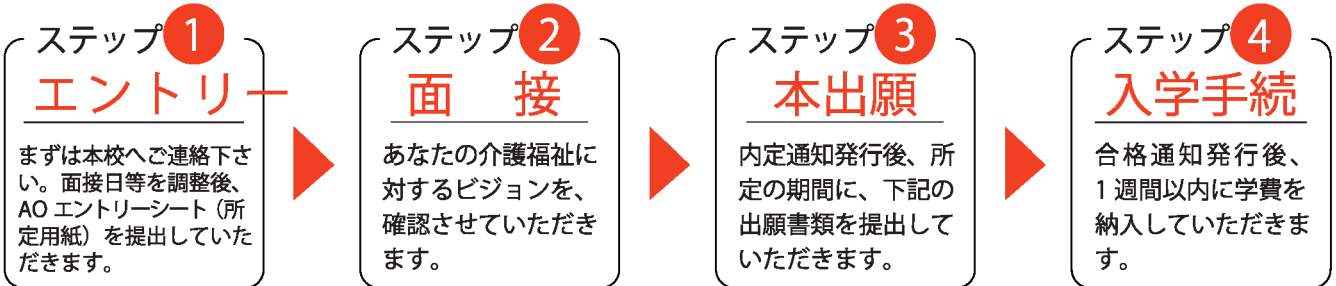 ステップ 1
エントリー
まずは本校へご連絡下さ
い。面接日等を調整後、
AO エントリーシート（所
定用紙）を提出していた
だきます。
ステップ 2
面 接
あなたの介護福祉に
対するビジョンを、
確認させていただき
ます。
ステップ 3
本出願
内定通知発行後、所
定の期間に、下記の
出願書類を提出して
いただきます。
ステップ 4
入学手続
合格通知発行後、
1 週間以内に学費を
納入していただきま
す。